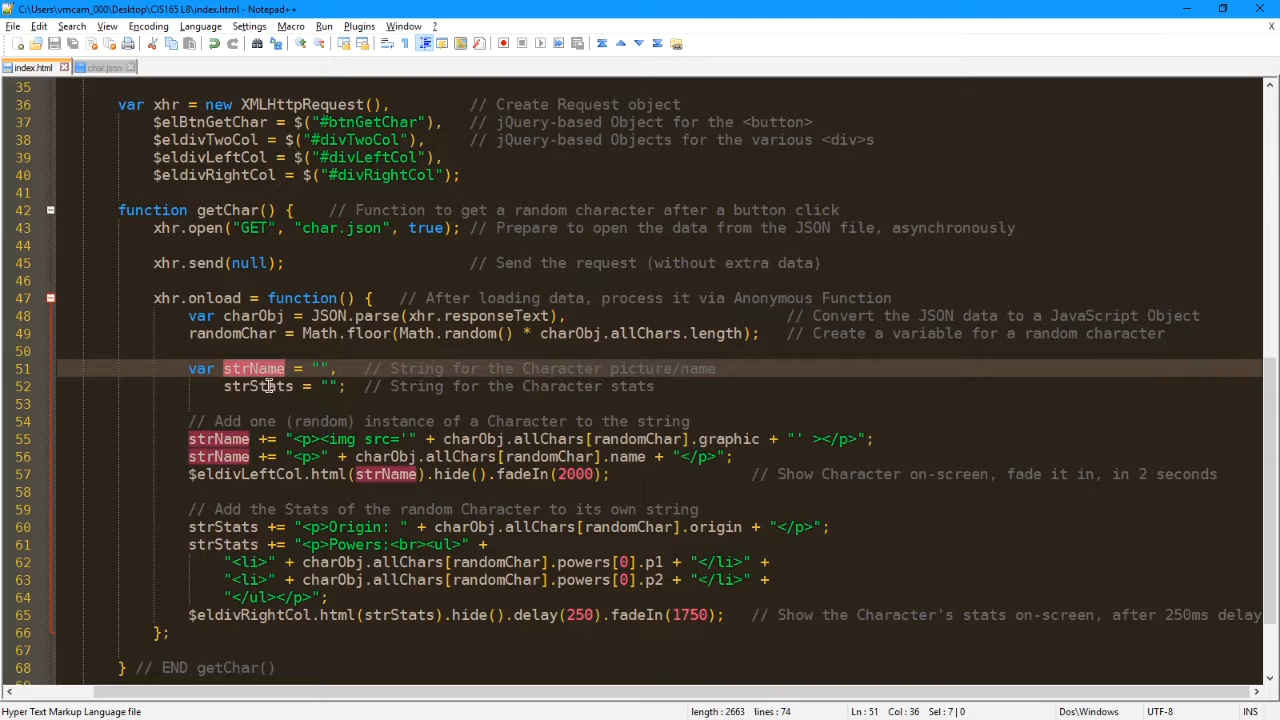 C:\Users\vmcam_000\Desktop\CIS165 L8\index.html - Notepad++
File Edit Search View Encoding Language Settings Macro Run Plugins Window ? X
index.html char.json
35
36 var xhr = new XMLHttpRequest(), // Create Request object
37 $elBtnGetChar = $("#btnGetChar"), // jQuery-based Object for the <button>
38 $eldivTwoCol = $("#divTwoCol"), // jQuery-based Objects for the various <div>s
39 $eldivLeftCol = $("#divLeftCol"),
40 $eldivRightCol = $("#divRightCol");
41
42 function getChar() { // Function to get a random character after a button click
43 xhr.open("GET", "char.json", true); // Prepare to open the data from the JSON file, asynchronously
44
45 xhr.send(null); // Send the request (without extra data)
46
47 xhr.onload = function() { // After loading data, process it via Anonymous Function
48 var charObj = JSON.parse(xhr.responseText), // Convert the JSON data to a JavaScript Object
49 randomChar = Math.floor(Math.random() * charObj.allChars.length); // Create a variable for a random character
50
51 var strName = "", // String for the Character picture/name
52 strStats = ""; // String for the Character stats
53
54 // Add one (random) instance of a Character to the string
55 strName += "<p><img src='" + charObj.allChars[randomChar].graphic + "' ></p>";
56 strName += "<p>" + charObj.allChars[randomChar].name + "</p>";
57 $eldivLeftCol.html(strName).hide().fadeIn(2000); // Show Character on-screen, fade it in, in 2 seconds
58
59 // Add the Stats of the random Character to its own string
60 strStats += "<p>Origin: " + charObj.allChars[randomChar].origin + "</p>";
61 strStats += "<p>Powers:<br><ul>" +
62 "<li>" + charObj.allChars[randomChar].powers[0].p1 + "</li>" +
63 "<li>" + charObj.allChars[randomChar].powers[0].p2 + "</li>" +
64 "</ul></p>";
65 $eldivRightCol.html(strStats).hide().delay(250).fadeIn(1750); // Show the Character's stats on-screen, after 250ms delay
66 };
67
68 } // END getChar()
Hyper Text Markup Language file length : 2663 lines : 74 Ln : 51 Col : 36 Sel : 7 | 0 Dos\Windows UTF-8 INS